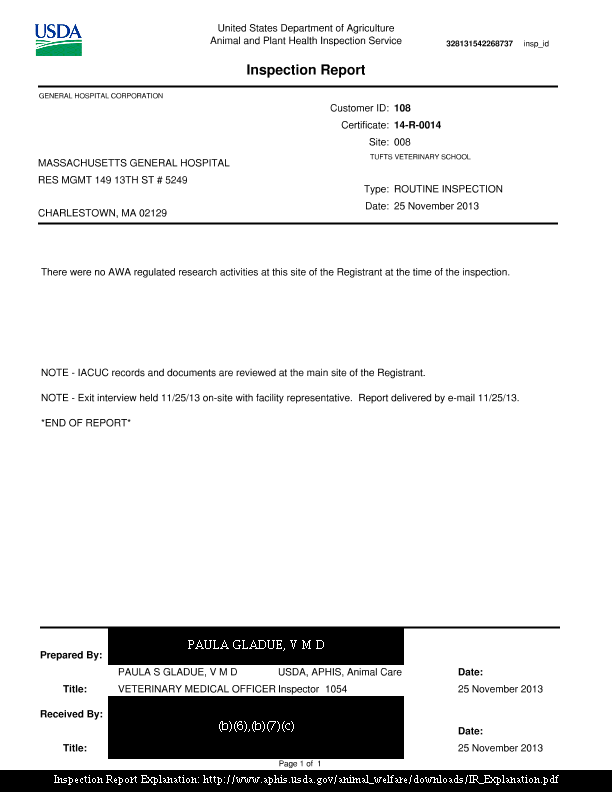 USDA
United States Department of Agriculture
Animal and Plant Health Inspection Service
328131542268737 insp_id
Inspection Report
GENERAL HOSPITAL CORPORATION
Customer ID: 108
Certificate: 14-R-0014
Site: 008
TUFTS VETERINARY SCHOOL
MASSACHUSETTS GENERAL HOSPITAL
RES MGMT 149 13TH ST # 5249
Type: ROUTINE INSPECTION
Date: 25 November 2013
CHARLESTOWN, MA 02129
There were no AWA regulated research activities at this site of the Registrant at the time of the inspection.
NOTE - IACUC records and documents are reviewed at the main site of the Registrant.
NOTE - Exit interview held 11/25/13 on-site with facility representative. Report delivered by e-mail 11/25/13.
*END OF REPORT*
PAULA GLADUE, V M D
Prepared By:
PAULA S GLADUE, V M D USDA, APHIS, Animal Care Date:
Title: VETERINARY MEDICAL OFFICER Inspector 1054 25 November 2013
Received By:
(b)(6),(b)(7)(c)
Date:
Title: 25 November 2013
Page 1 of 1
Inspection Report Explanation: http://www.aphis.usda.gov/animal_welfare/downloads/IR_Explanation.pdf